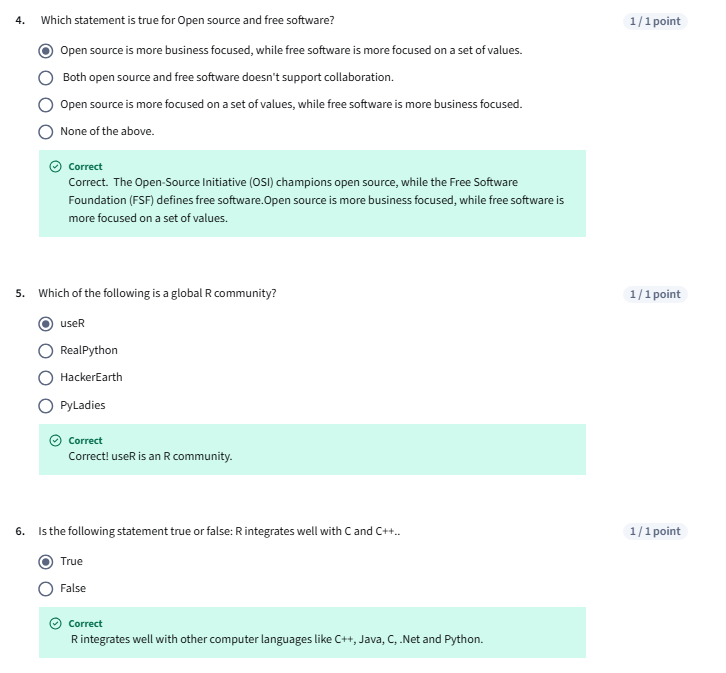 4. Which statement is true for Open source and free software? 1 / 1 point
Open source is more business focused, while free software is more focused on a set of values.
Both open source and free software doesn't support collaboration.
Open source is more focused on a set of values, while free software is more business focused.
None of the above.
Correct
Correct. The Open-Source Initiative (OSI) champions open source, while the Free Software
Foundation (FSF) defines free software.Open source is more business focused, while free software is
more focused on a set of values.
5. Which of the following is a global R community? 1 / 1 point
useR
RealPython
HackerEarth
PyLadies
Correct
Correct! useR is an R community.
6. Is the following statement true or false: R integrates well with C and C++.. 1 / 1 point
True
False
Correct
R integrates well with other computer languages like C++, Java, C, .Net and Python.